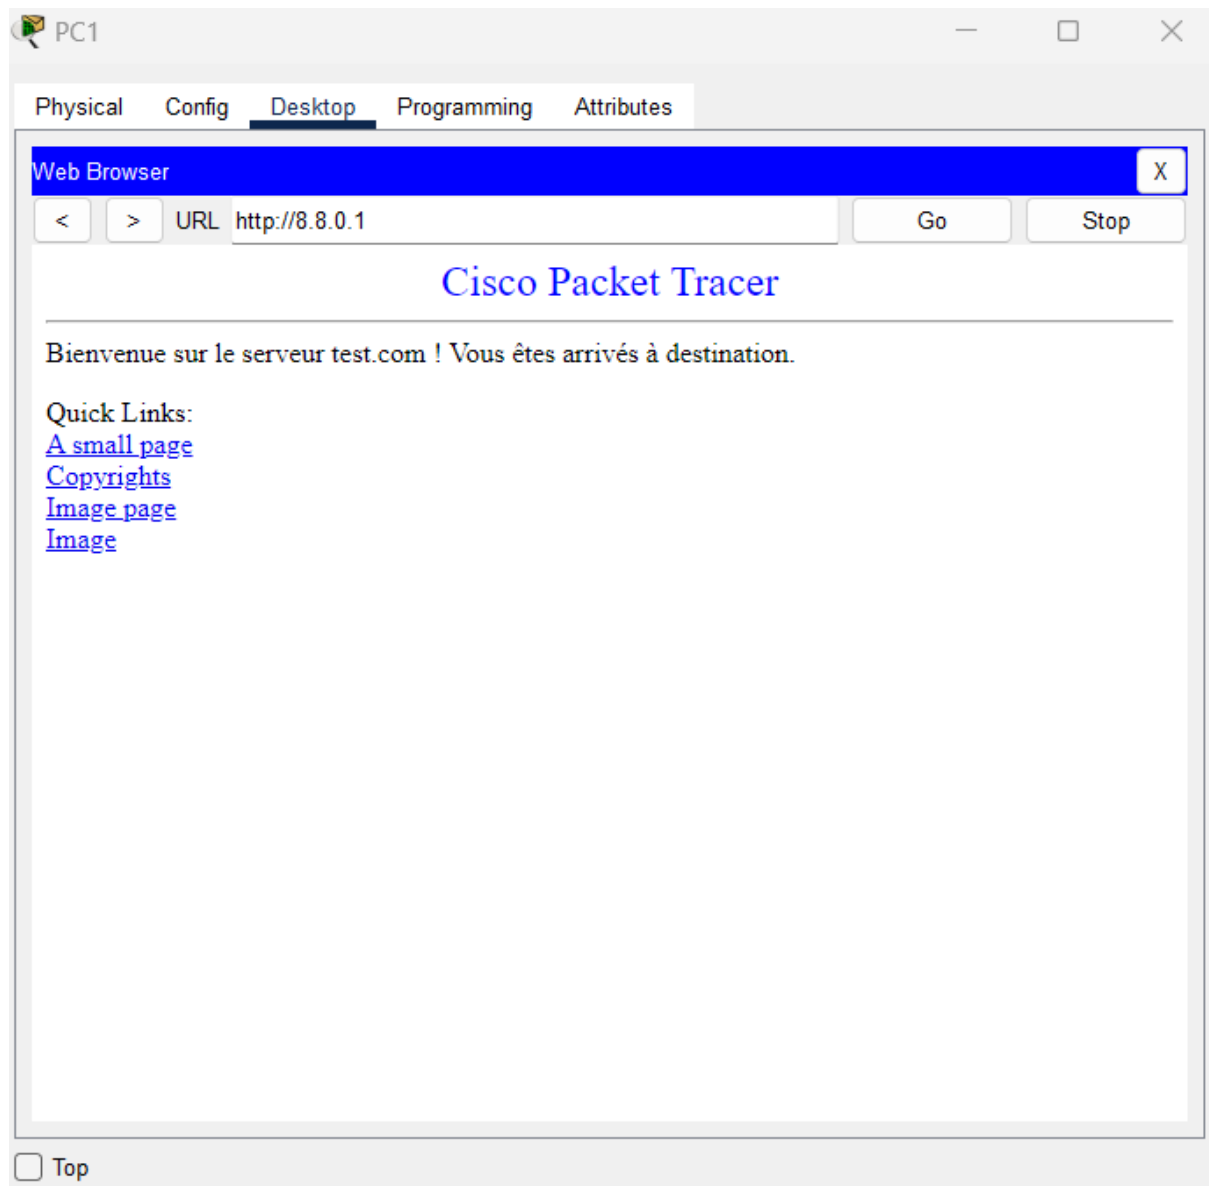 PC1
Physical Config Desktop Programming Attributes
Web Browser X
< > URL http://8.8.0.1 Go Stop
Cisco Packet Tracer
Bienvenue sur le serveur test.com ! Vous êtes arrivés à destination.
Quick Links:
A small page
Copyrights
Image page
Image
Top